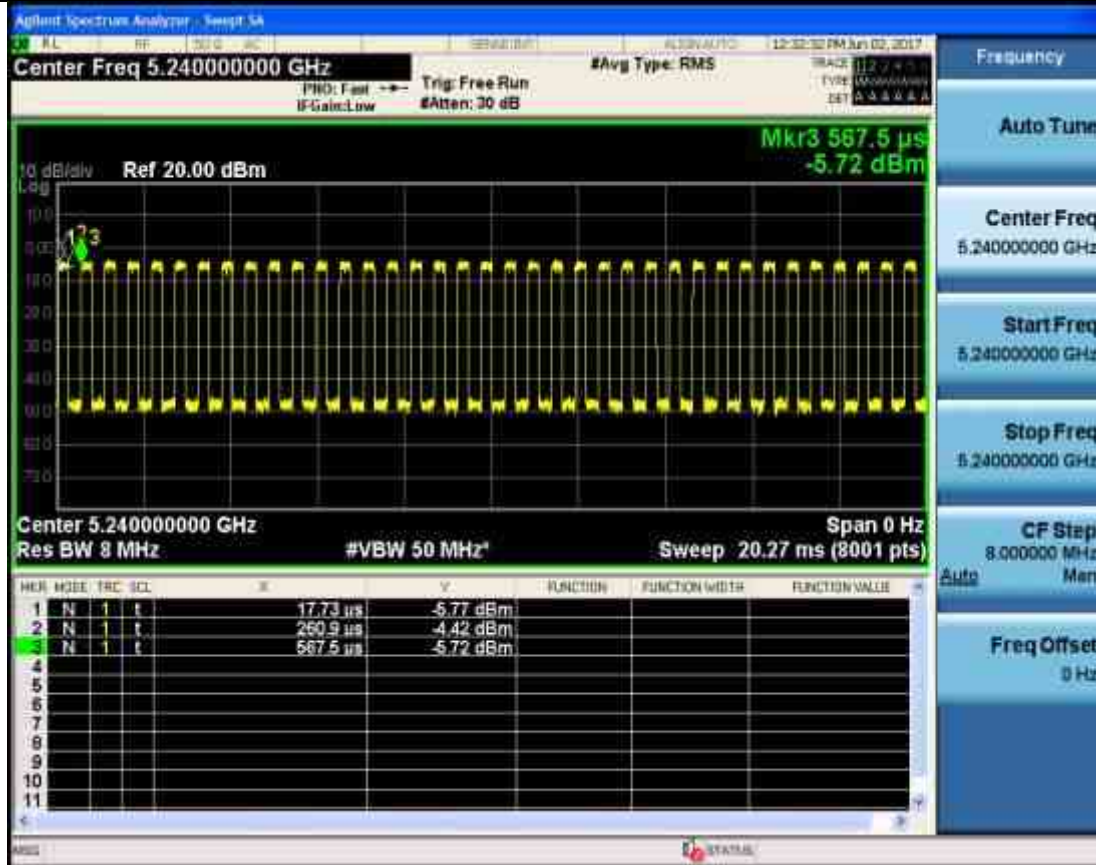 Agilent Spectrum Analyzer - Swept SA
RL RF 50 Ω AC SENSE:INT ALIGN AUTO 12:32:32 PM Jun 02, 2017
Center Freq 5.240000000 GHz
PNO: Fast
IFGain:Low
Trig: Free Run
#Atten: 30 dB
#Avg Type: RMS
TRACE
TYPE
DET A A A A A A
Mkr3 567.5 µs
-5.72 dBm
10 dB/div
Log
Ref 20.00 dBm
1 2 3
Center 5.240000000 GHz
Span 0 Hz
Res BW 8 MHz
#VBW 50 MHz*
Sweep 20.27 ms (8001 pts)
MKR MODE TRC SCL X Y FUNCTION FUNCTION WIDTH FUNCTION VALUE
1 N 1 t 17.73 µs -5.77 dBm
2 N 1 t 260.9 µs -4.42 dBm
3 N 1 t 567.5 µs -5.72 dBm
4
5
6
7
8
9
10
11
MSG
STATUS
Frequency
Auto Tune
Center Freq
5.240000000 GHz
Start Freq
5.240000000 GHz
Stop Freq
5.240000000 GHz
CF Step
8.000000 MHz
Auto Man
Freq Offset
0 Hz